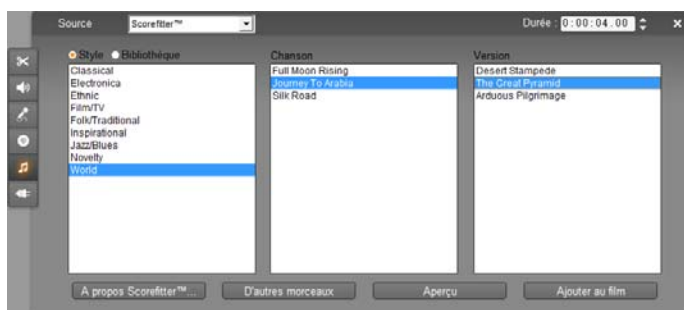 Source Scorefitter™ Durée : 0:00:04.00
Style Bibliothéque Chanson Version
Classical Full Moon Rising Desert Stampede
Electronica Journey To Arabia The Great Pyramid
Ethnic Silk Road Arduous Pilgrimage
Film/TV
Folk/Traditional
Inspirational
Jazz/Blues
Novelty
World
A propos Scorefitter™... D'autres morceaux Aperçu Ajouter au film